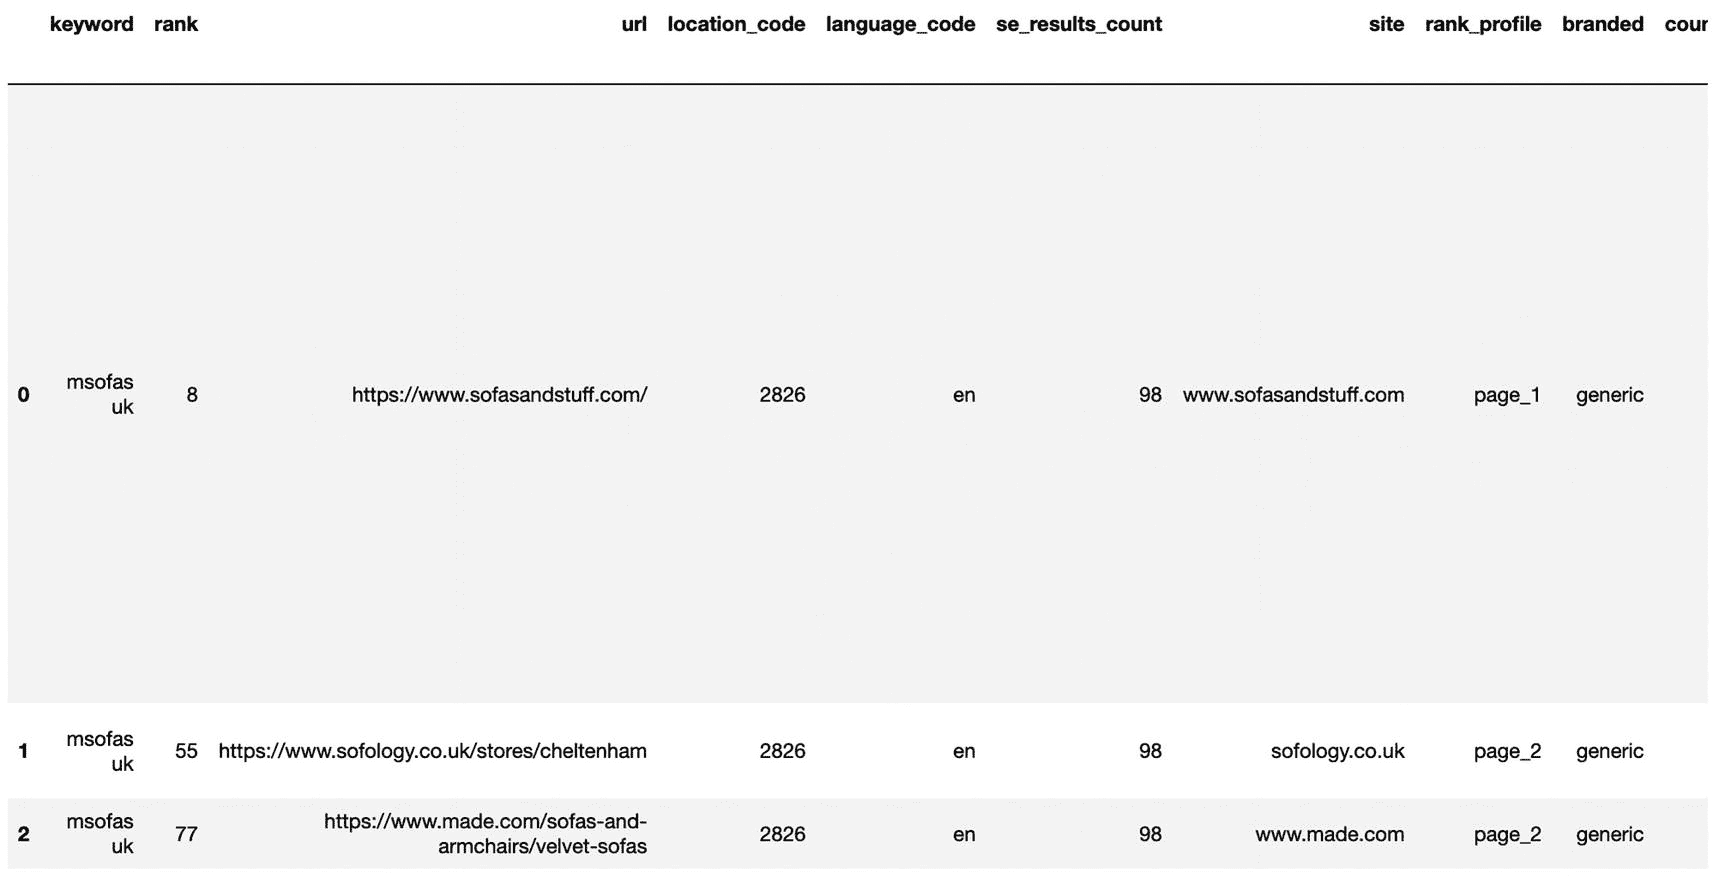 keyword rank url location_code language_code se_results_count site rank_profile branded cour
0 msofas uk 8 https://www.sofasandstuff.com/ 2826 en 98 www.sofasandstuff.com page_1 generic
1 msofas uk 55 https://www.sofology.co.uk/stores/cheltenham 2826 en 98 sofology.co.uk page_2 generic
2 msofas uk 77 https://www.made.com/sofas-and-armchairs/velvet-sofas 2826 en 98 www.made.com page_2 generic